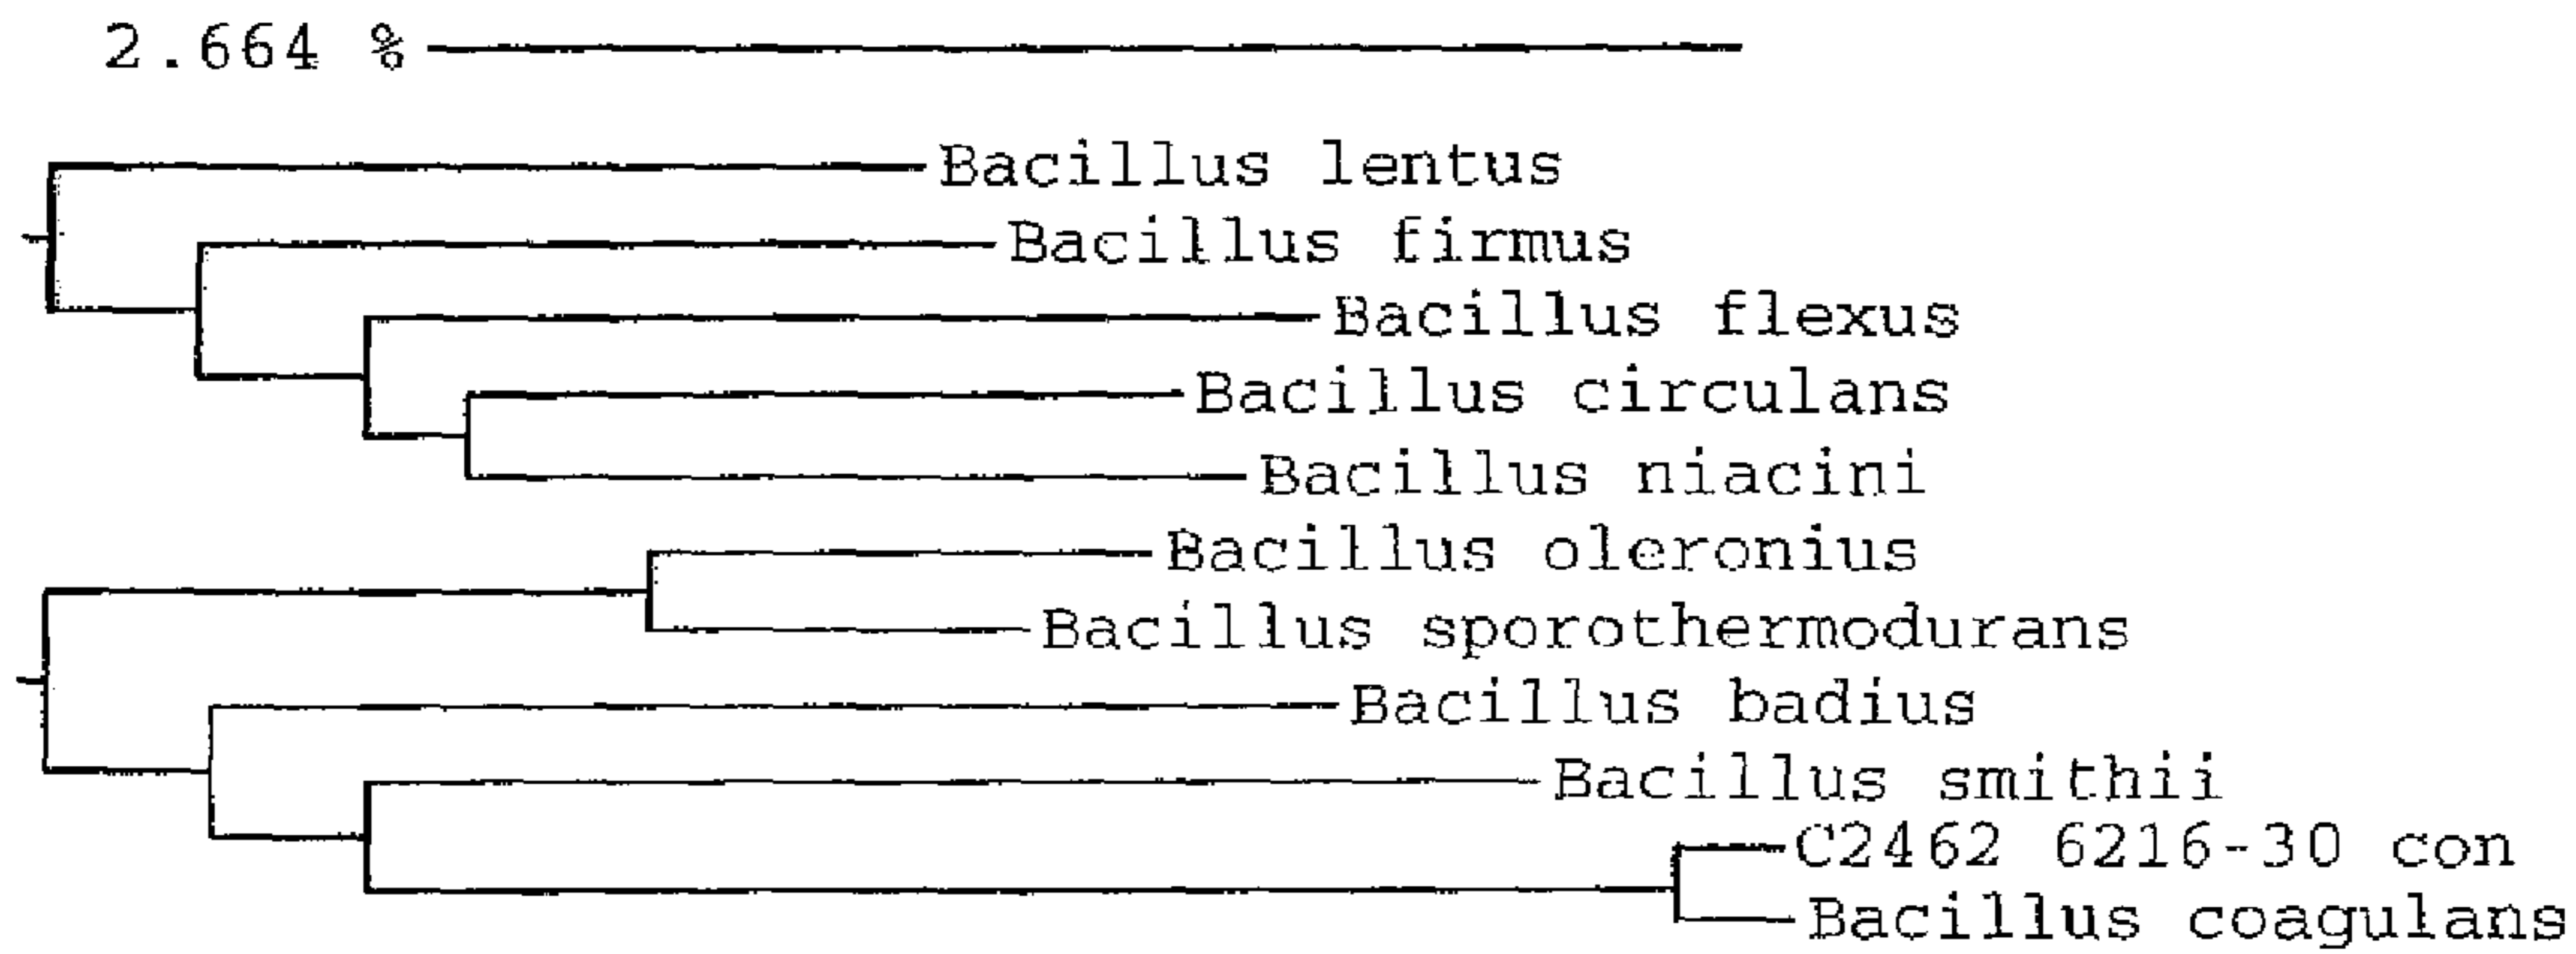 2.664 %
Bacillus lentus
Bacillus firmus
Bacillus flexus
Bacillus circulans
Bacillus niacini
Bacillus oleronius
Bacillus sporothermodurans
Bacillus badius
Bacillus smithii
C2462 6216-30 con
Bacillus coagulans